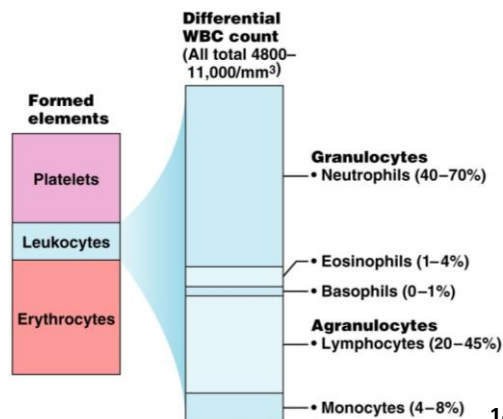 Differential
WBC count
(All total 4800–
11,000/mm³)
Formed
elements
Platelets
Leukocytes
Erythrocytes
Granulocytes
• Neutrophils (40–70%)
• Eosinophils (1–4%)
• Basophils (0–1%)
Agranulocytes
• Lymphocytes (20–45%)
• Monocytes (4–8%)